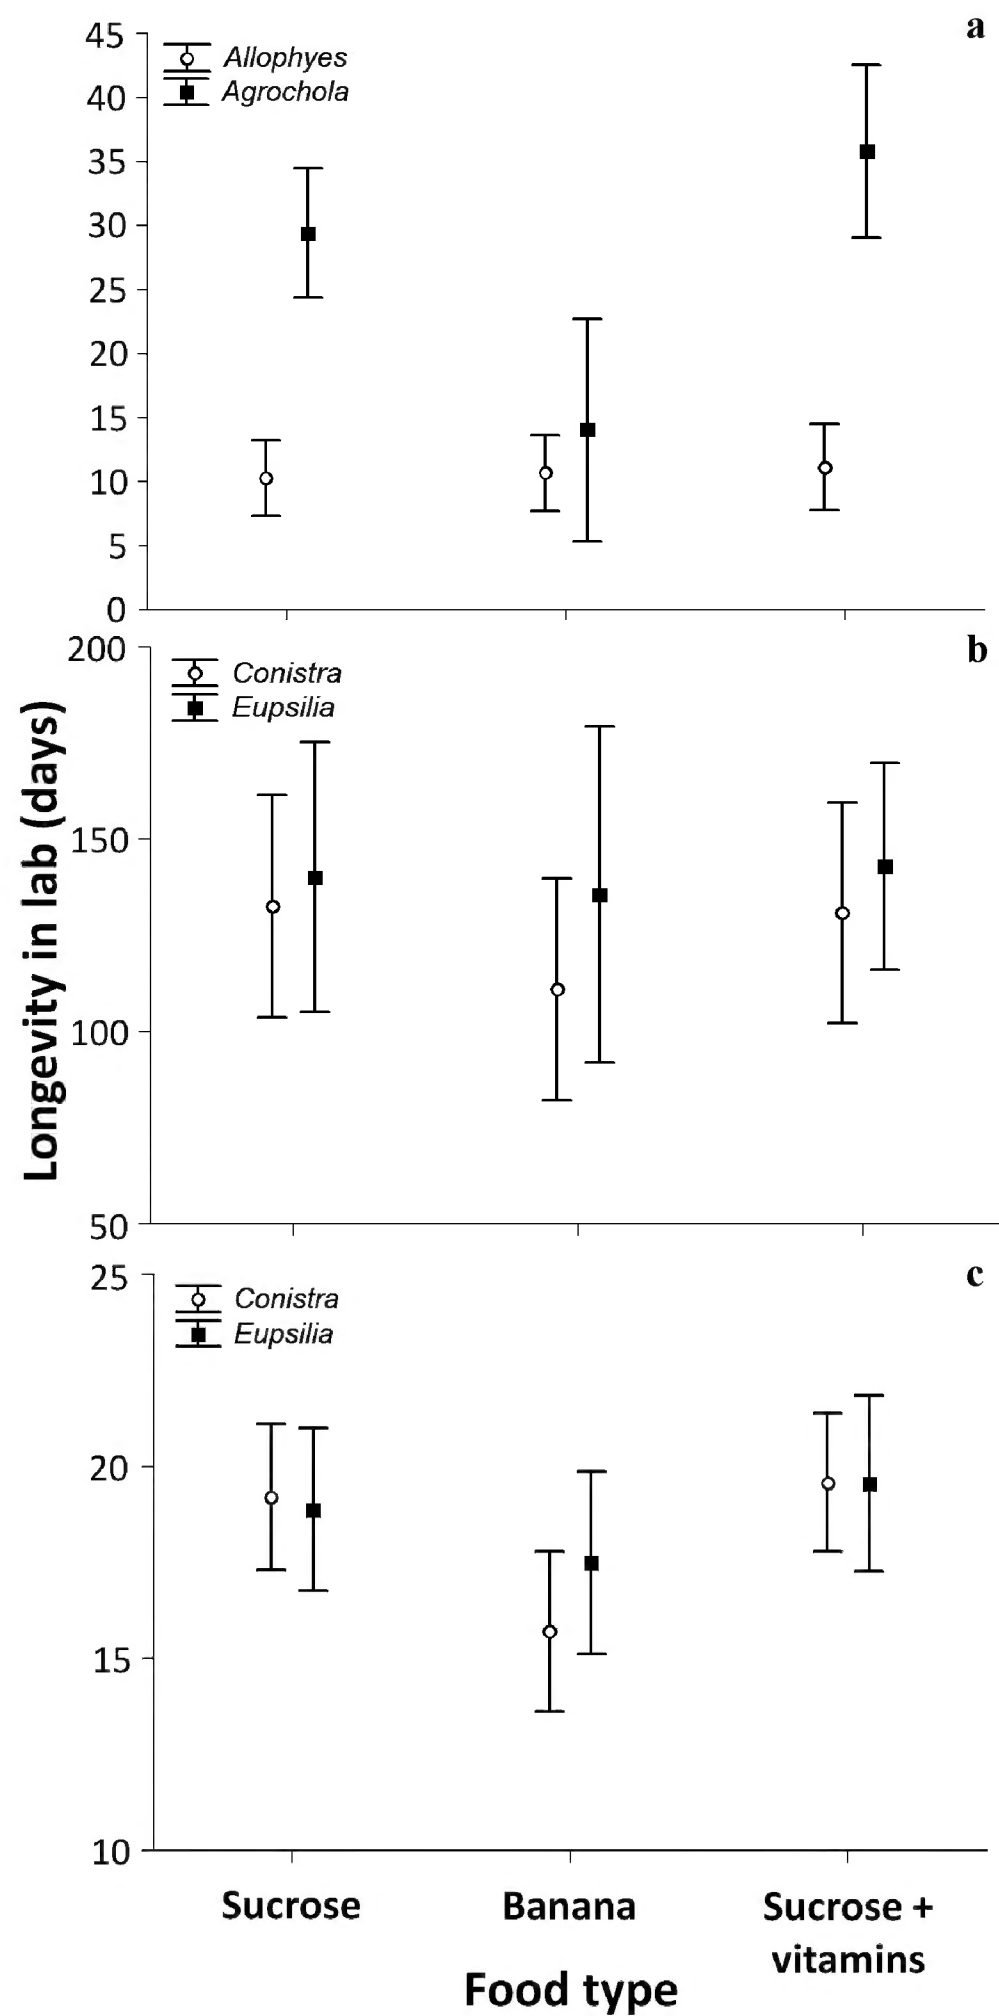 a
45
Allophyes
Agrochola
40
35
30
25
20
15
10
5
0
b
200
Conistra
Eupsilia
150
100
50
Longevity in lab (days)
c
25
Conistra
Eupsilia
20
15
10
Sucrose Banana Sucrose +
vitamins
Food type